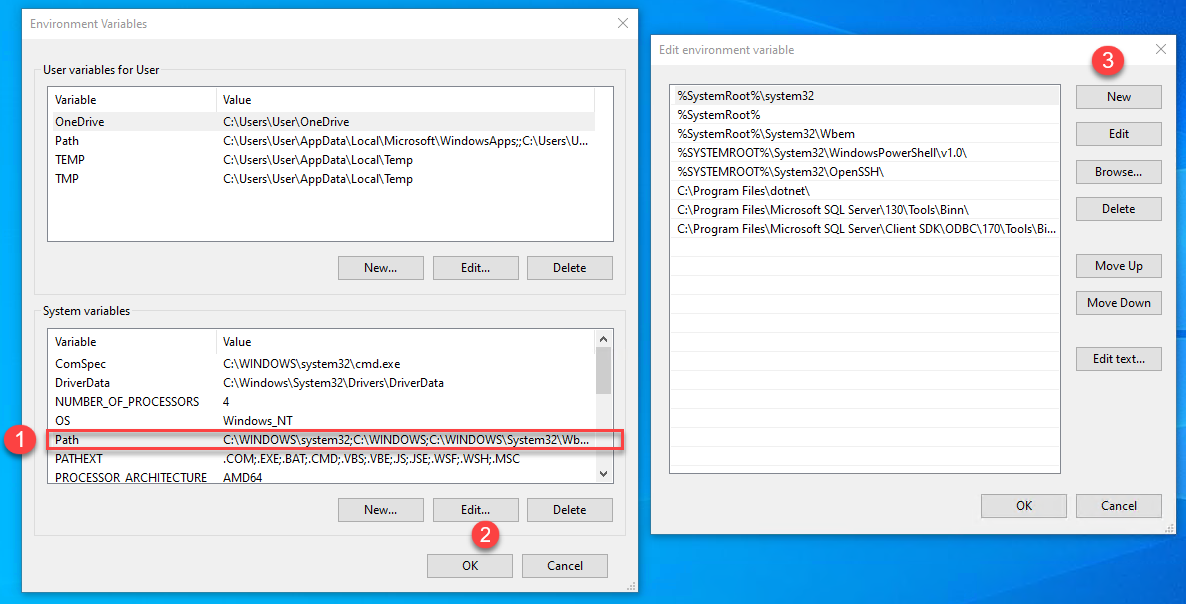 Environment Variables
User variables for User
Variable Value
OneDrive C:\Users\User\OneDrive
Path C:\Users\User\AppData\Local\Microsoft\WindowsApps;;C:\Users\U...
TEMP C:\Users\User\AppData\Local\Temp
TMP C:\Users\User\AppData\Local\Temp
New... Edit... Delete
System variables
Variable Value
ComSpec C:\WINDOWS\system32\cmd.exe
DriverData C:\Windows\System32\Drivers\DriverData
NUMBER_OF_PROCESSORS 4
OS Windows_NT
1 Path C:\WINDOWS\system32;C:\WINDOWS;C:\WINDOWS\System32\Wb...
PATHEXT .COM;.EXE;.BAT;.CMD;.VBS;.VBE;.JS;.JSE;.WSF;.WSH;.MSC
PROCESSOR_ARCHITECTURE AMD64
New... Edit... Delete
2
OK Cancel
Edit environment variable
3
%SystemRoot%\system32 New
%SystemRoot%
%SystemRoot%\System32\Wbem Edit
%SYSTEMROOT%\System32\WindowsPowerShell\v1.0\
%SYSTEMROOT%\System32\OpenSSH\ Browse...
C:\Program Files\dotnet\
C:\Program Files\Microsoft SQL Server\130\Tools\Binn\ Delete
C:\Program Files\Microsoft SQL Server\Client SDK\ODBC\170\Tools\Bi...
Move Up
Move Down
Edit text...
OK Cancel